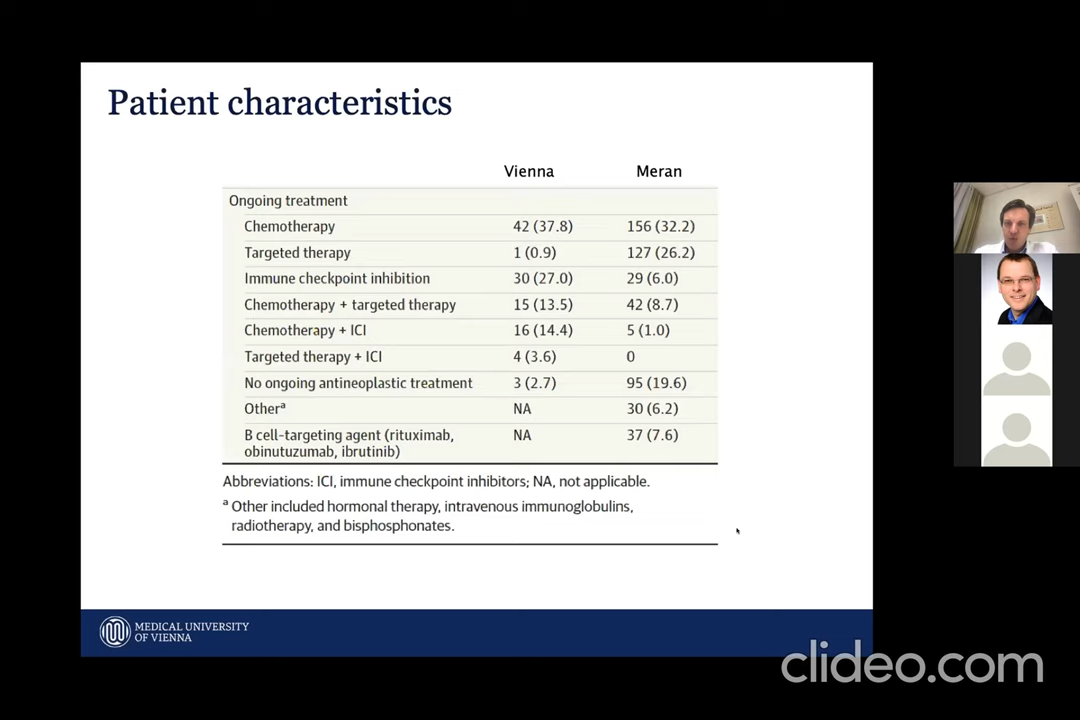 Patient characteristics
Vienna Meran
Ongoing treatment
Chemotherapy 42 (37.8) 156 (32.2)
Targeted therapy 1 (0.9) 127 (26.2)
Immune checkpoint inhibition 30 (27.0) 29 (6.0)
Chemotherapy + targeted therapy 15 (13.5) 42 (8.7)
Chemotherapy + ICI 16 (14.4) 5 (1.0)
Targeted therapy + ICI 4 (3.6) 0
No ongoing antineoplastic treatment 3 (2.7) 95 (19.6)
Otherᵃ NA 30 (6.2)
B cell-targeting agent (rituximab, NA 37 (7.6)
obinutuzumab, ibrutinib)
Abbreviations: ICI, immune checkpoint inhibitors; NA, not applicable.
ᵃ Other included hormonal therapy, intravenous immunoglobulins,
radiotherapy, and bisphosphonates.
MEDICAL UNIVERSITY
OF VIENNA
clideo.com